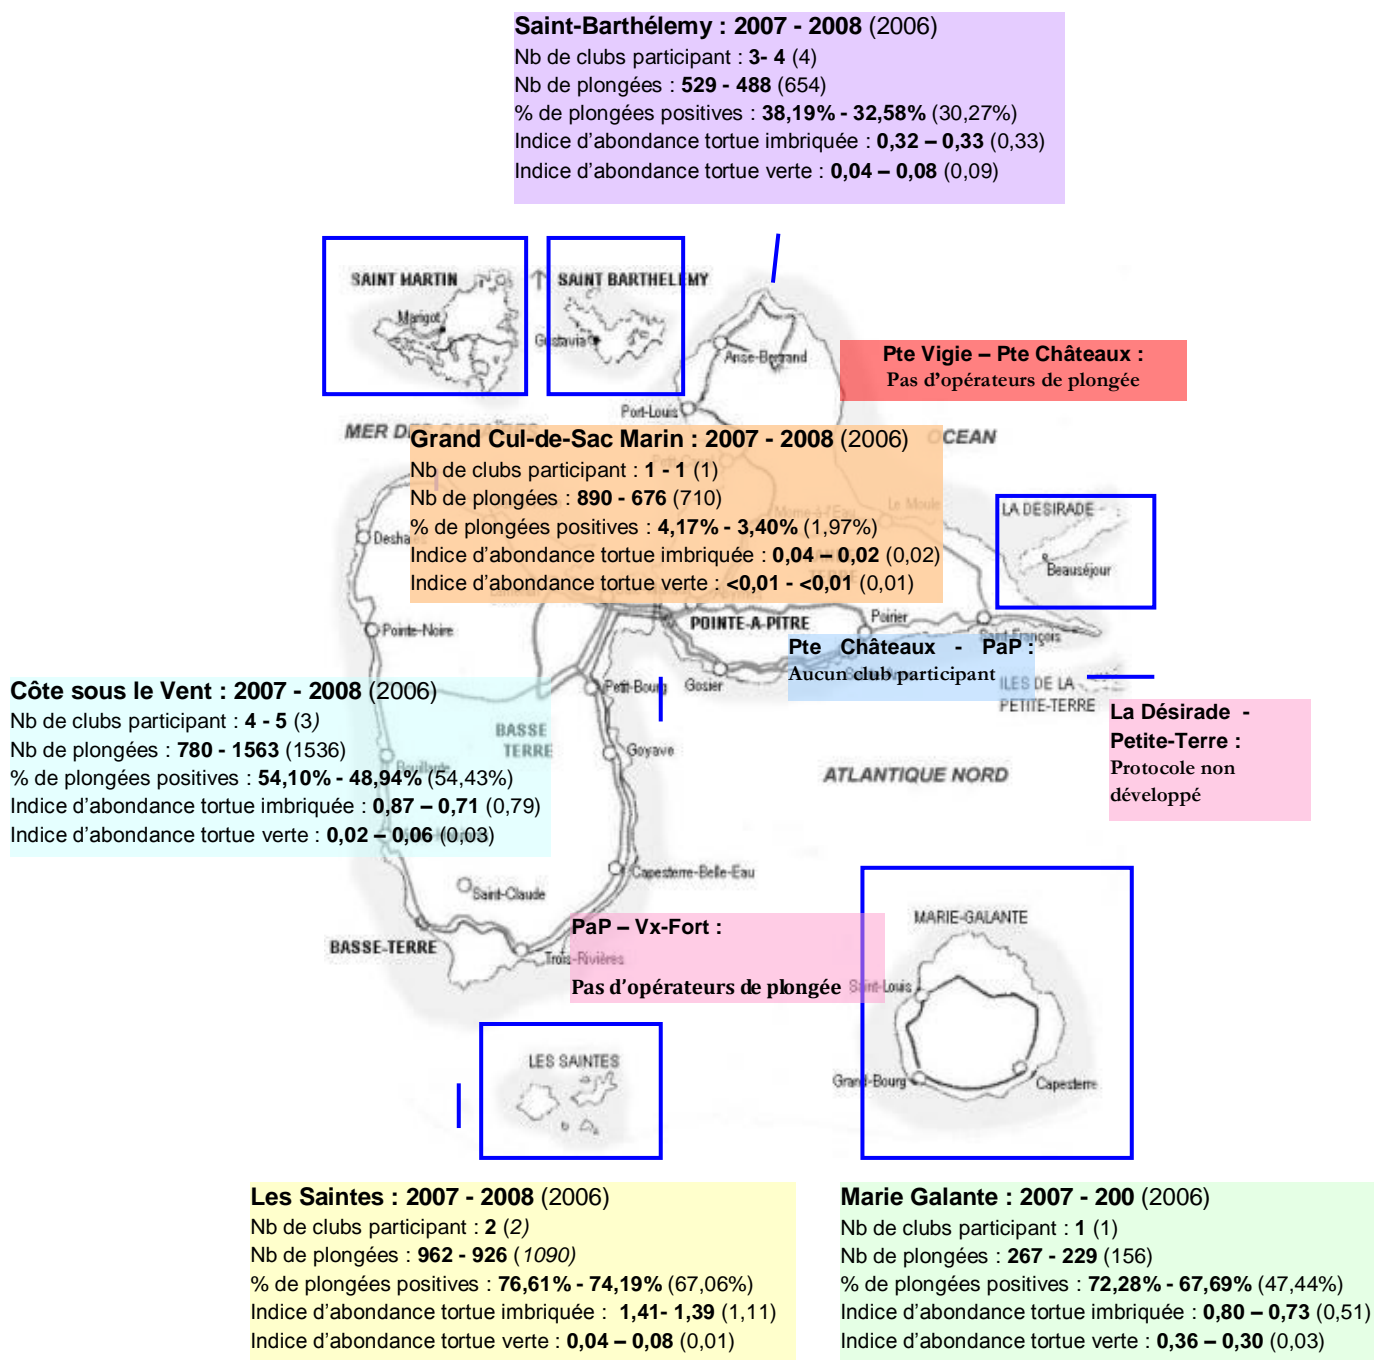 Saint-Barthélemy : 2007 - 2008 (2006)
Nb de clubs participant : 3- 4 (4)
Nb de plongées : 529 - 488 (654)
% de plongées positives : 38,19% - 32,58% (30,27%)
Indice d’abondance tortue imbriquée : 0,32 – 0,33 (0,33)
Indice d’abondance tortue verte : 0,04 – 0,08 (0,09)
SAINT MARTIN
Marigot
SAINT BARTHELEMY
Gustavia
Anse-Bertrand
Pte Vigie – Pte Châteaux :
Pas d’opérateurs de plongée
Port-Louis
MER DES CARAÏBES
OCEAN
Grand Cul-de-Sac Marin : 2007 - 2008 (2006)
Nb de clubs participant : 1 - 1 (1)
Nb de plongées : 890 - 676 (710)
% de plongées positives : 4,17% - 3,40% (1,97%)
Indice d’abondance tortue imbriquée : 0,04 – 0,02 (0,02)
Indice d’abondance tortue verte : <0,01 - <0,01 (0,01)
Morne-à-l'Eau
Le Moule
LA DESIRADE
Beauséjour
Pointe-Noire
POINTE-A-PITRE
Poirier
Saint-François
Pte Châteaux - PaP :
Aucun club participant
Petit-Bourg
Gosier
ILES DE LA
PETITE-TERRE
La Désirade -
Petite-Terre :
Protocole non
développé
Côte sous le Vent : 2007 - 2008 (2006)
Nb de clubs participant : 4 - 5 (3)
Nb de plongées : 780 - 1563 (1536)
% de plongées positives : 54,10% - 48,94% (54,43%)
Indice d’abondance tortue imbriquée : 0,87 – 0,71 (0,79)
Indice d’abondance tortue verte : 0,02 – 0,06 (0,03)
BASSE
TERRE
Bouillante
Goyave
ATLANTIQUE NORD
Capesterre-Belle-Eau
Saint-Claude
BASSE-TERRE
Trois-Rivières
PaP – Vx-Fort :
Pas d’opérateurs de plongée
MARIE-GALANTE
Saint-Louis
Grand-Bourg
Capesterre
LES SAINTES
Les Saintes : 2007 - 2008 (2006)
Nb de clubs participant : 2 (2)
Nb de plongées : 962 - 926 (1090)
% de plongées positives : 76,61% - 74,19% (67,06%)
Indice d’abondance tortue imbriquée : 1,41- 1,39 (1,11)
Indice d’abondance tortue verte : 0,04 – 0,08 (0,01)
Marie Galante : 2007 - 200 (2006)
Nb de clubs participant : 1 (1)
Nb de plongées : 267 - 229 (156)
% de plongées positives : 72,28% - 67,69% (47,44%)
Indice d’abondance tortue imbriquée : 0,80 – 0,73 (0,51)
Indice d’abondance tortue verte : 0,36 – 0,30 (0,03)